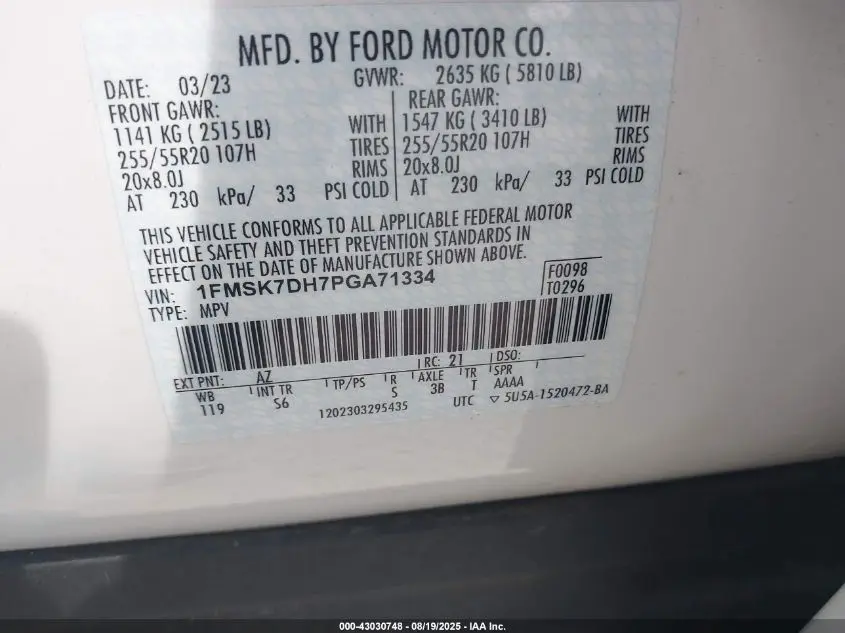 MFD. BY FORD MOTOR CO.
DATE: 03/23 GVWR: 2635 KG ( 5810 LB)
FRONT GAWR: REAR GAWR:
1141 KG ( 2515 LB) WITH 1547 KG ( 3410 LB) WITH
255/55R20 107H TIRES 255/55R20 107H TIRES
20x8.0J RIMS 20x8.0J RIMS
AT 230 kPa/ 33 PSI COLD AT 230 kPa/ 33 PSI COLD
THIS VEHICLE CONFORMS TO ALL APPLICABLE FEDERAL MOTOR
VEHICLE SAFETY AND THEFT PREVENTION STANDARDS IN
EFFECT ON THE DATE OF MANUFACTURE SHOWN ABOVE.
VIN: 1FMSK7DH7PGA71334 F0098
TYPE: MPV T0296
EXT PNT: AZ RC: 21 DSO:
WB INT TR TP/PS R AXLE TR SPR
119 S6 S 3B T AAAA
1202303295435 UTC ▽ 5U5A-1520472-BA
000-43030748 - 08/19/2025 - IAA Inc.